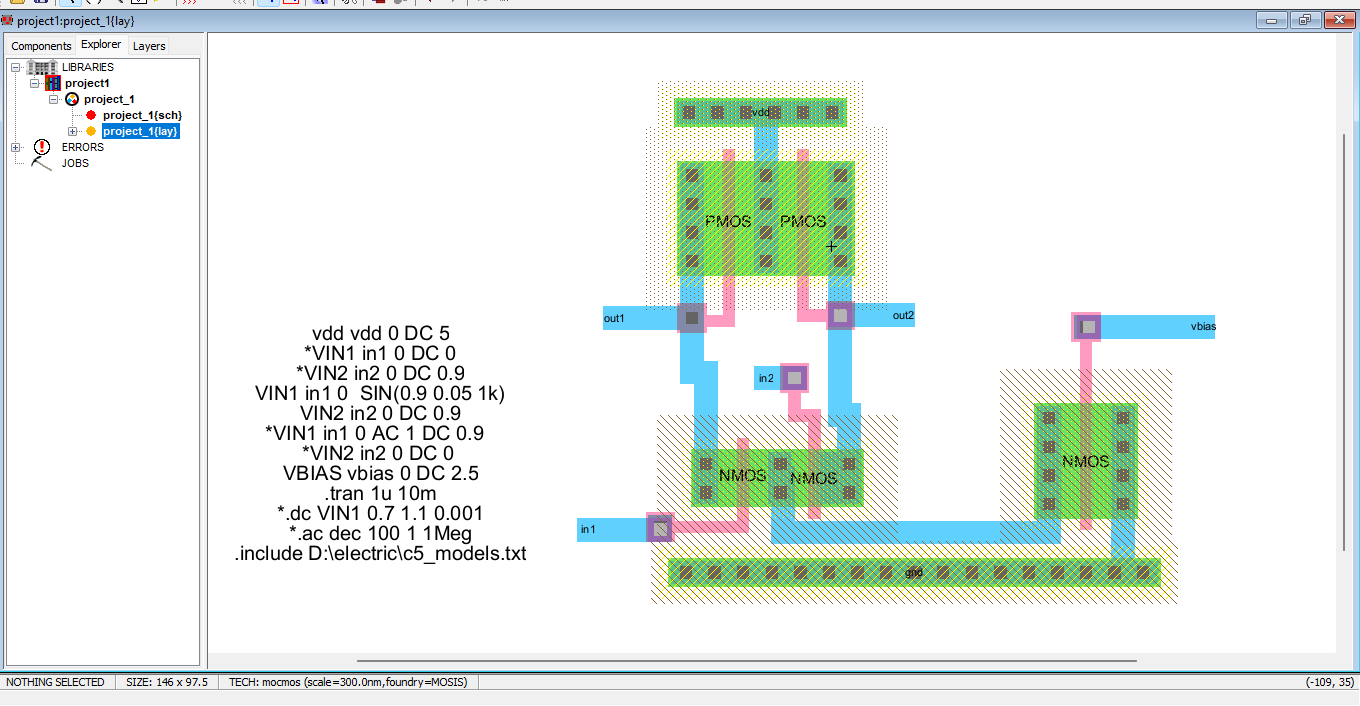 project1:project_1{lay}
Components Explorer Layers
LIBRARIES
project1
project_1
project_1{sch}
project_1{lay}
ERRORS
JOBS
vdd
PMOS PMOS
out1
out2
vbias
in2
NMOS NMOS
NMOS
in1
gnd
vdd vdd 0 DC 5
*VIN1 in1 0 DC 0
*VIN2 in2 0 DC 0.9
VIN1 in1 0 SIN(0.9 0.05 1k)
VIN2 in2 0 DC 0.9
*VIN1 in1 0 AC 1 DC 0.9
*VIN2 in2 0 DC 0
VBIAS vbias 0 DC 2.5
.tran 1u 10m
*.dc VIN1 0.7 1.1 0.001
*.ac dec 100 1 1Meg
.include D:\electric\c5_models.txt
NOTHING SELECTED SIZE: 146 x 97.5 TECH: mocmos (scale=300.0nm,foundry=MOSIS) (-109, 35)